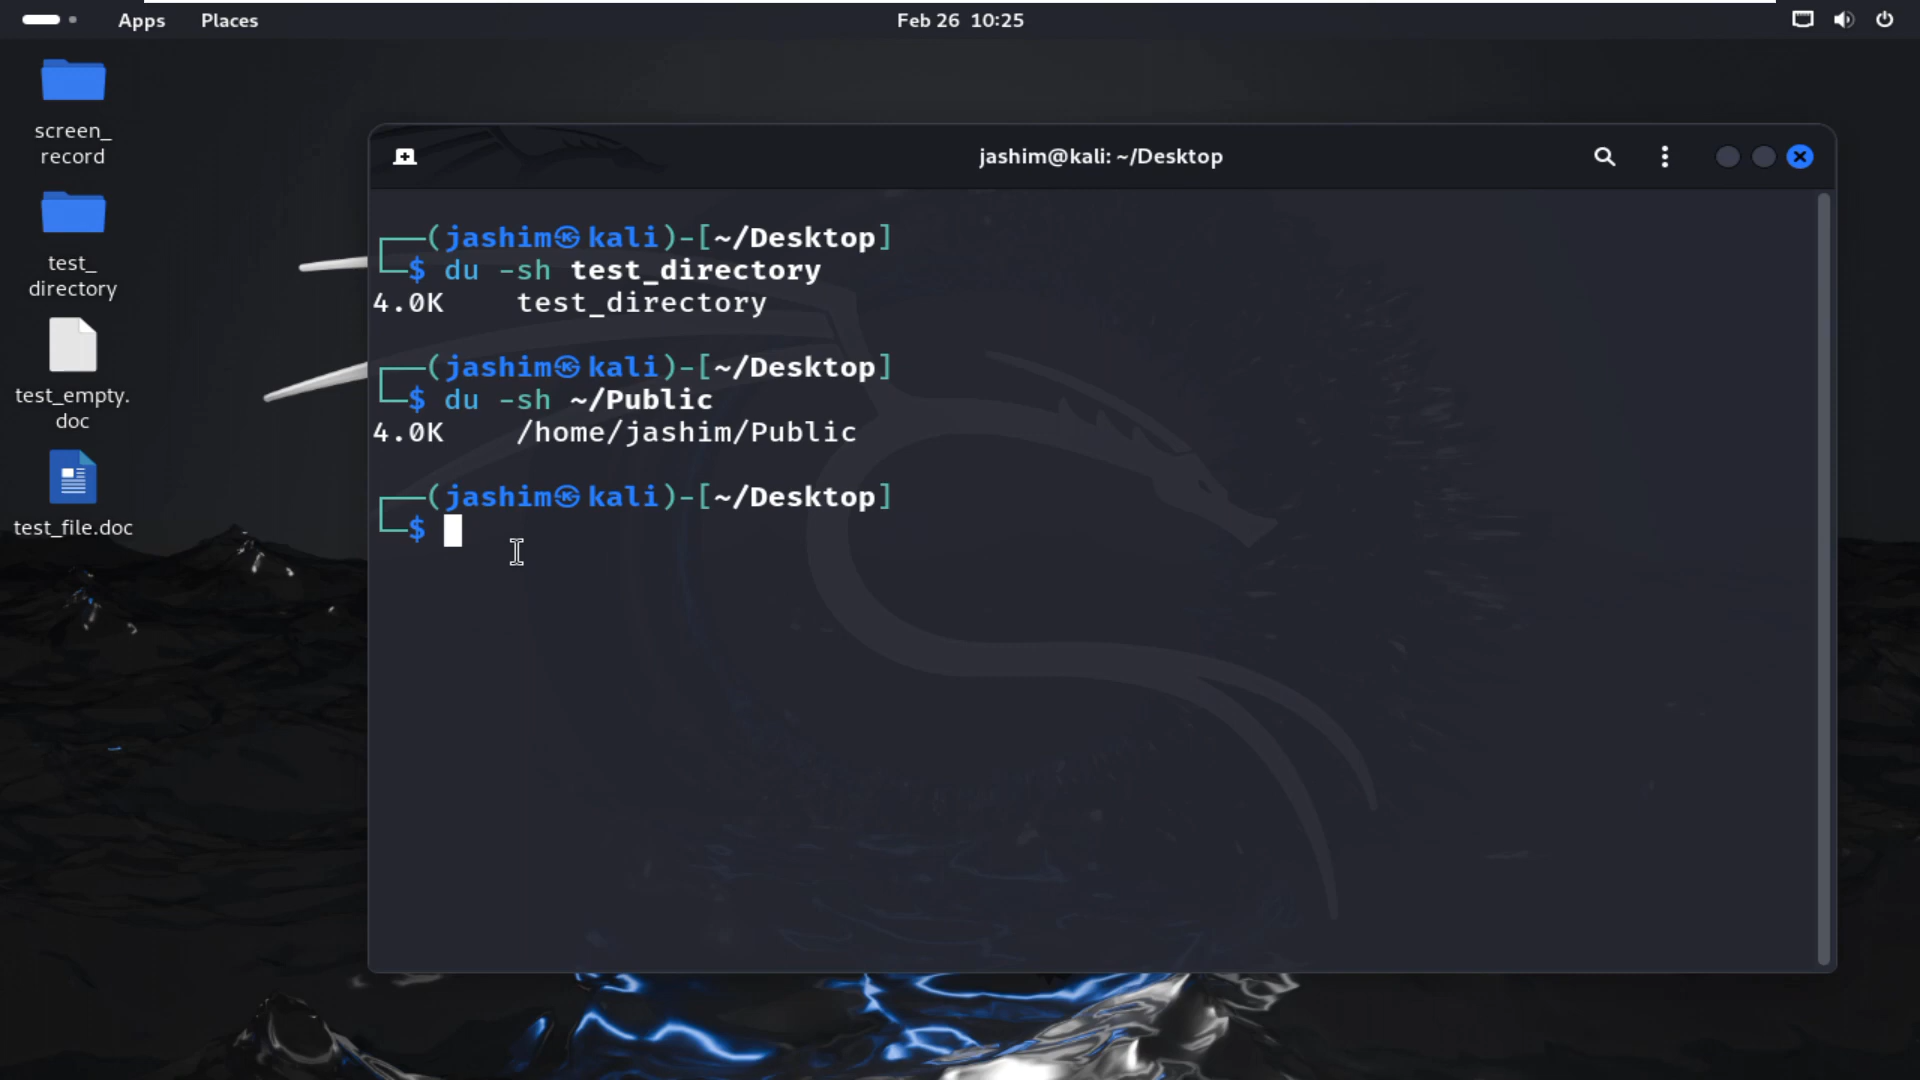 Apps Places Feb 26 10:25
screen_
record
test_
directory
test_empty.
doc
test_file.doc
jashim@kali: ~/Desktop
┌──(jashim㉿kali)-[~/Desktop]
└─$ du -sh test_directory
4.0K    test_directory
┌──(jashim㉿kali)-[~/Desktop]
└─$ du -sh ~/Public
4.0K    /home/jashim/Public
┌──(jashim㉿kali)-[~/Desktop]
└─$